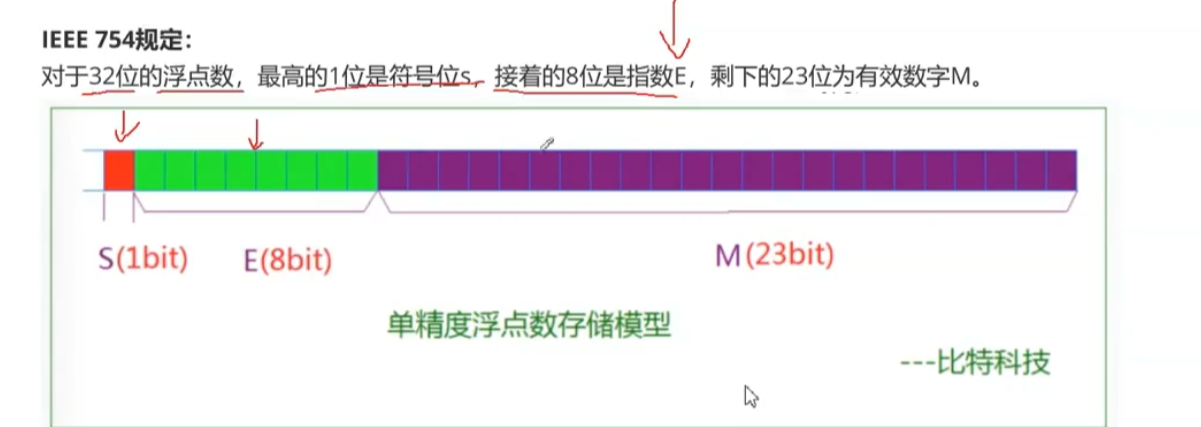 IEEE 754规定：
对于32位的浮点数，最高的1位是符号位s，接着的8位是指数E，剩下的23位为有效数字M。
S(1bit) E(8bit) M(23bit)
单精度浮点数存储模型
---比特科技